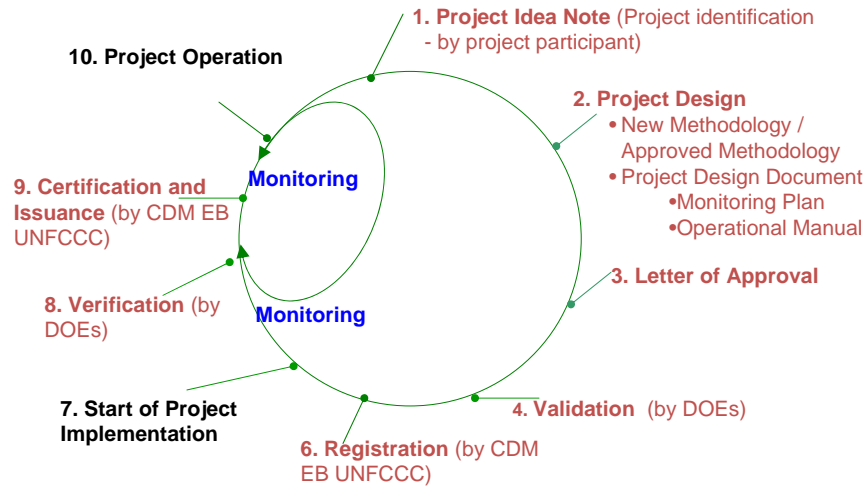 1. Project Idea Note (Project identification
- by project participant)
10. Project Operation
2. Project Design
•New Methodology /
Approved Methodology
•Project Design Document
•Monitoring Plan
•Operational Manual
Monitoring
9. Certification and
Issuance (by CDM EB
UNFCCC)
3. Letter of Approval
8. Verification (by
DOEs)
Monitoring
7. Start of Project
Implementation
4. Validation (by DOEs)
6. Registration (by CDM
EB UNFCCC)